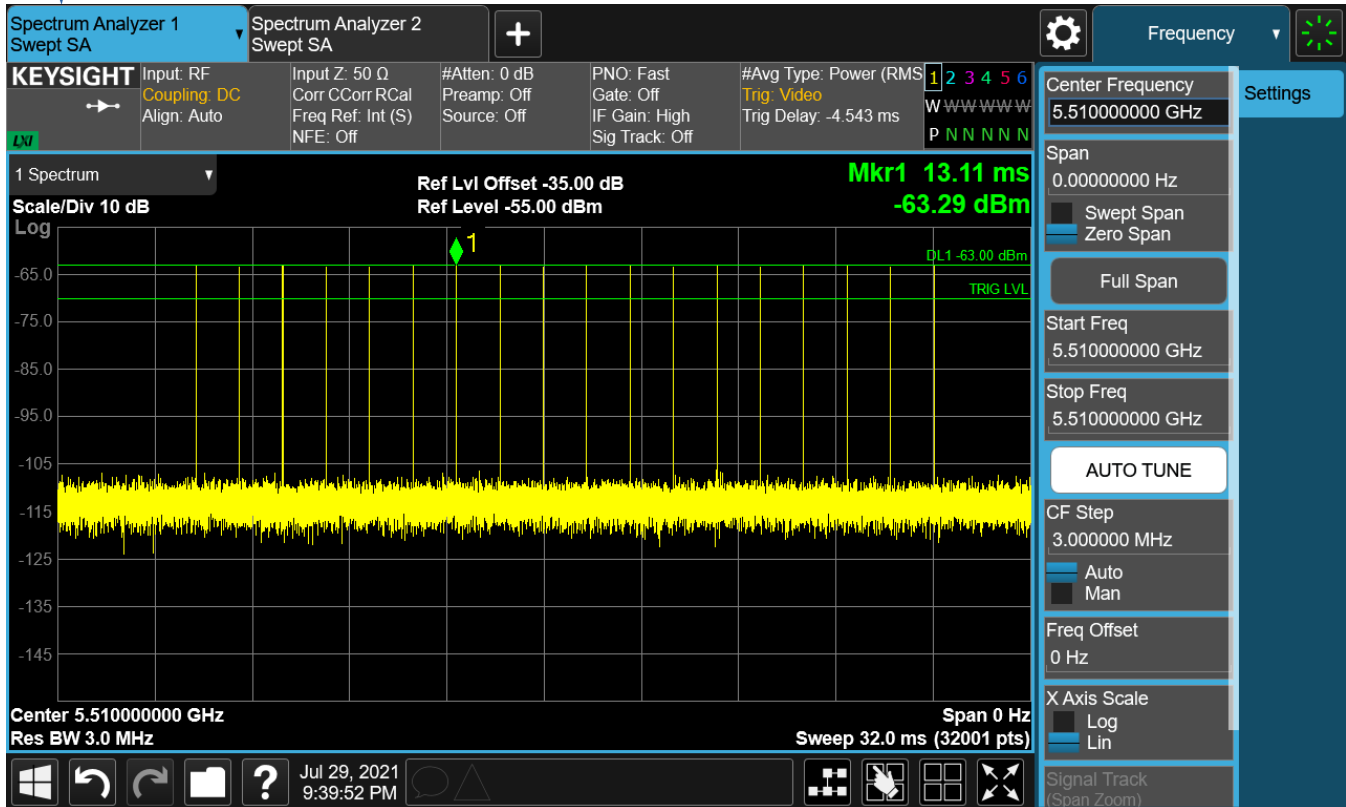 Spectrum Analyzer 1
Swept SA
Spectrum Analyzer 2
Swept SA
Frequency
KEYSIGHT
LXI
Input: RF
Coupling: DC
Align: Auto
Input Z: 50 Ω
Corr CCorr RCal
Freq Ref: Int (S)
NFE: Off
#Atten: 0 dB
Preamp: Off
Source: Off
PNO: Fast
Gate: Off
IF Gain: High
Sig Track: Off
#Avg Type: Power (RMS
Trig: Video
Trig Delay: -4.543 ms
1 2 3 4 5 6
W W W W W W
P N N N N N
1 Spectrum
Scale/Div 10 dB
Log
Ref Lvl Offset -35.00 dB
Ref Level -55.00 dBm
Mkr1 13.11 ms
-63.29 dBm
1
DL1 -63.00 dBm
TRIG LVL
-65.0
-75.0
-85.0
-95.0
-105
-115
-125
-135
-145
Center 5.510000000 GHz
Res BW 3.0 MHz
Span 0 Hz
Sweep 32.0 ms (32001 pts)
Center Frequency
5.510000000 GHz
Span
0.00000000 Hz
Swept Span
Zero Span
Full Span
Start Freq
5.510000000 GHz
Stop Freq
5.510000000 GHz
AUTO TUNE
CF Step
3.000000 MHz
Auto
Man
Freq Offset
0 Hz
X Axis Scale
Log
Lin
Signal Track
(Span Zoom)
Settings
?
Jul 29, 2021
9:39:52 PM